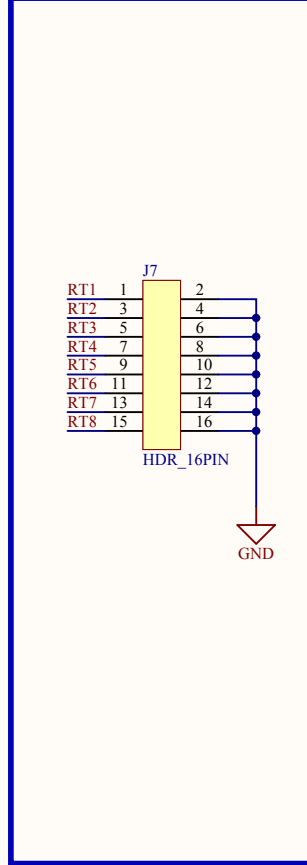 J7
RT1 1 2
RT2 3 4
RT3 5 6
RT4 7 8
RT5 9 10
RT6 11 12
RT7 13 14
RT8 15 16
HDR_16PIN
GND